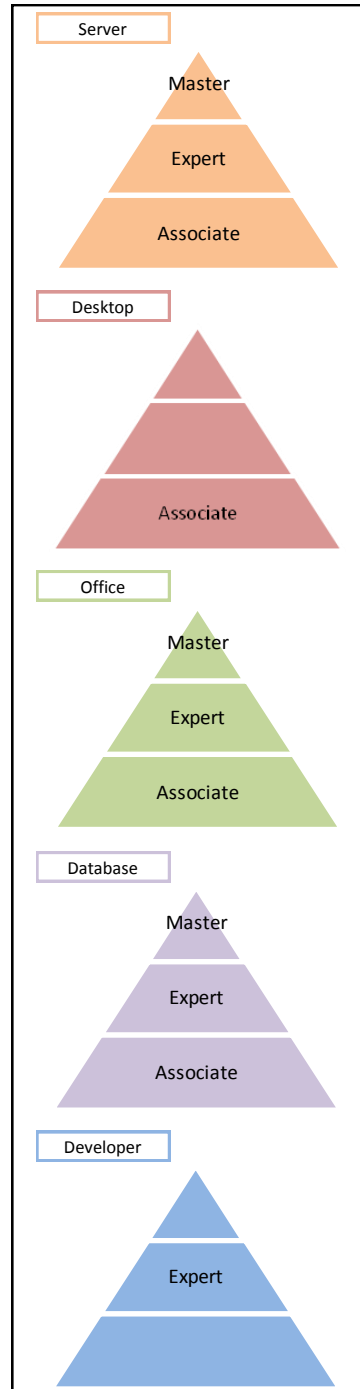 Server
Master
Expert
Associate
Desktop
Associate
Office
Master
Expert
Associate
Database
Master
Expert
Associate
Developer
Expert